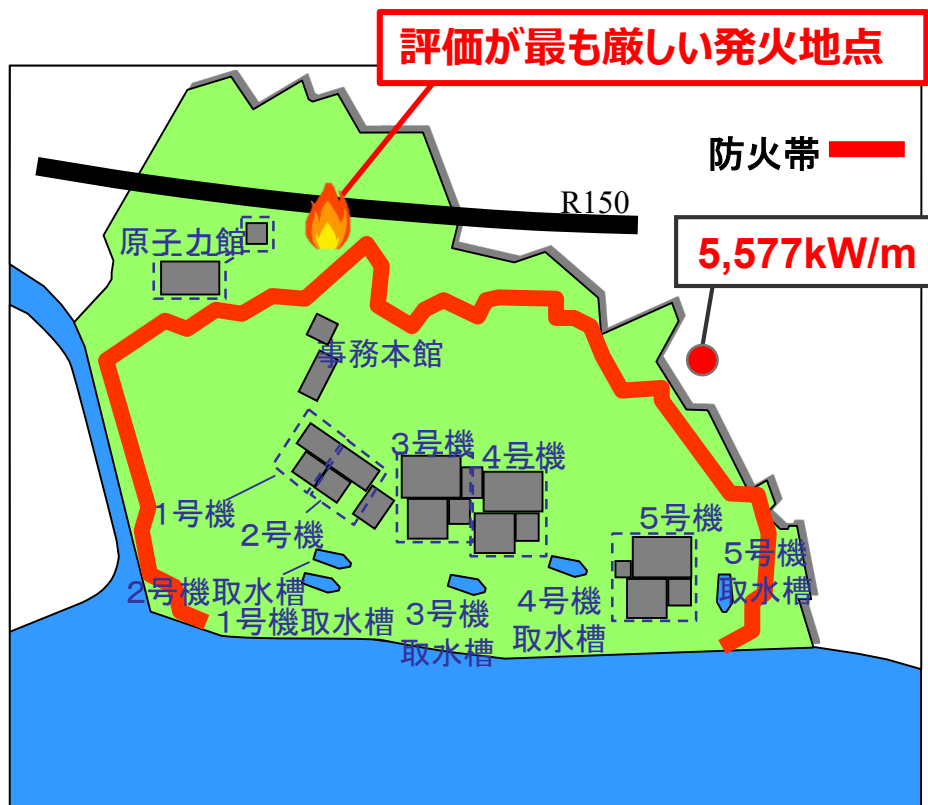 評価が最も厳しい発火地点
防火帯
R150
5,577kW/m
原子力館
事務本館
3号機
4号機
1号機
2号機
5号機
5号機
取水槽
2号機取水槽
1号機取水槽
3号機
取水槽
4号機
取水槽